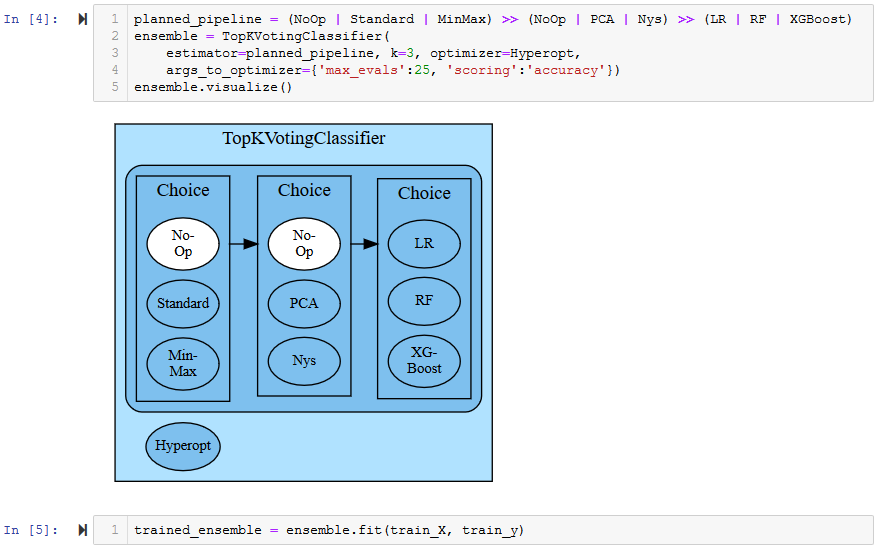 In [4]:
1 planned_pipeline = (NoOp | Standard | MinMax) >> (NoOp | PCA | Nys) >> (LR | RF | XGBoost)
2 ensemble = TopKVotingClassifier(
3     estimator=planned_pipeline, k=3, optimizer=Hyperopt,
4     args_to_optimizer={'max_evals':25, 'scoring':'accuracy'})
5 ensemble.visualize()
TopKVotingClassifier
Choice
No-
Op
Standard
Min-
Max
Choice
No-
Op
PCA
Nys
Choice
LR
RF
XG-
Boost
Hyperopt
In [5]:
1 trained_ensemble = ensemble.fit(train_X, train_y)